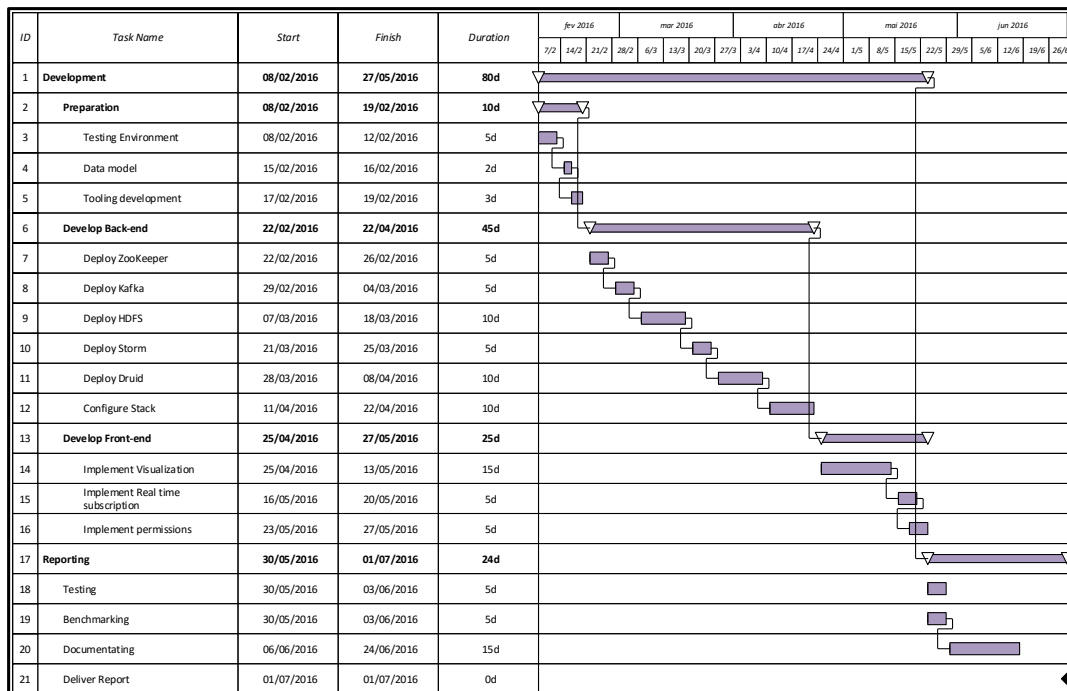 ID Task Name Start Finish Duration fev 2016 mar 2016 abr 2016 mai 2016 jun 2016
7/2 14/2 21/2 28/2 6/3 13/3 20/3 27/3 3/4 10/4 17/4 24/4 1/5 8/5 15/5 22/5 29/5 5/6 12/6 19/6 26/6
1 Development 08/02/2016 27/05/2016 80d
2 Preparation 08/02/2016 19/02/2016 10d
3 Testing Environment 08/02/2016 12/02/2016 5d
4 Data model 15/02/2016 16/02/2016 2d
5 Tooling development 17/02/2016 19/02/2016 3d
6 Develop Back-end 22/02/2016 22/04/2016 45d
7 Deploy ZooKeeper 22/02/2016 26/02/2016 5d
8 Deploy Kafka 29/02/2016 04/03/2016 5d
9 Deploy HDFS 07/03/2016 18/03/2016 10d
10 Deploy Storm 21/03/2016 25/03/2016 5d
11 Deploy Druid 28/03/2016 08/04/2016 10d
12 Configure Stack 11/04/2016 22/04/2016 10d
13 Develop Front-end 25/04/2016 27/05/2016 25d
14 Implement Visualization 25/04/2016 13/05/2016 15d
15 Implement Real time 16/05/2016 20/05/2016 5d
subscription
16 Implement permissions 23/05/2016 27/05/2016 5d
17 Reporting 30/05/2016 01/07/2016 24d
18 Testing 30/05/2016 03/06/2016 5d
19 Benchmarking 30/05/2016 03/06/2016 5d
20 Documentating 06/06/2016 24/06/2016 15d
21 Deliver Report 01/07/2016 01/07/2016 0d